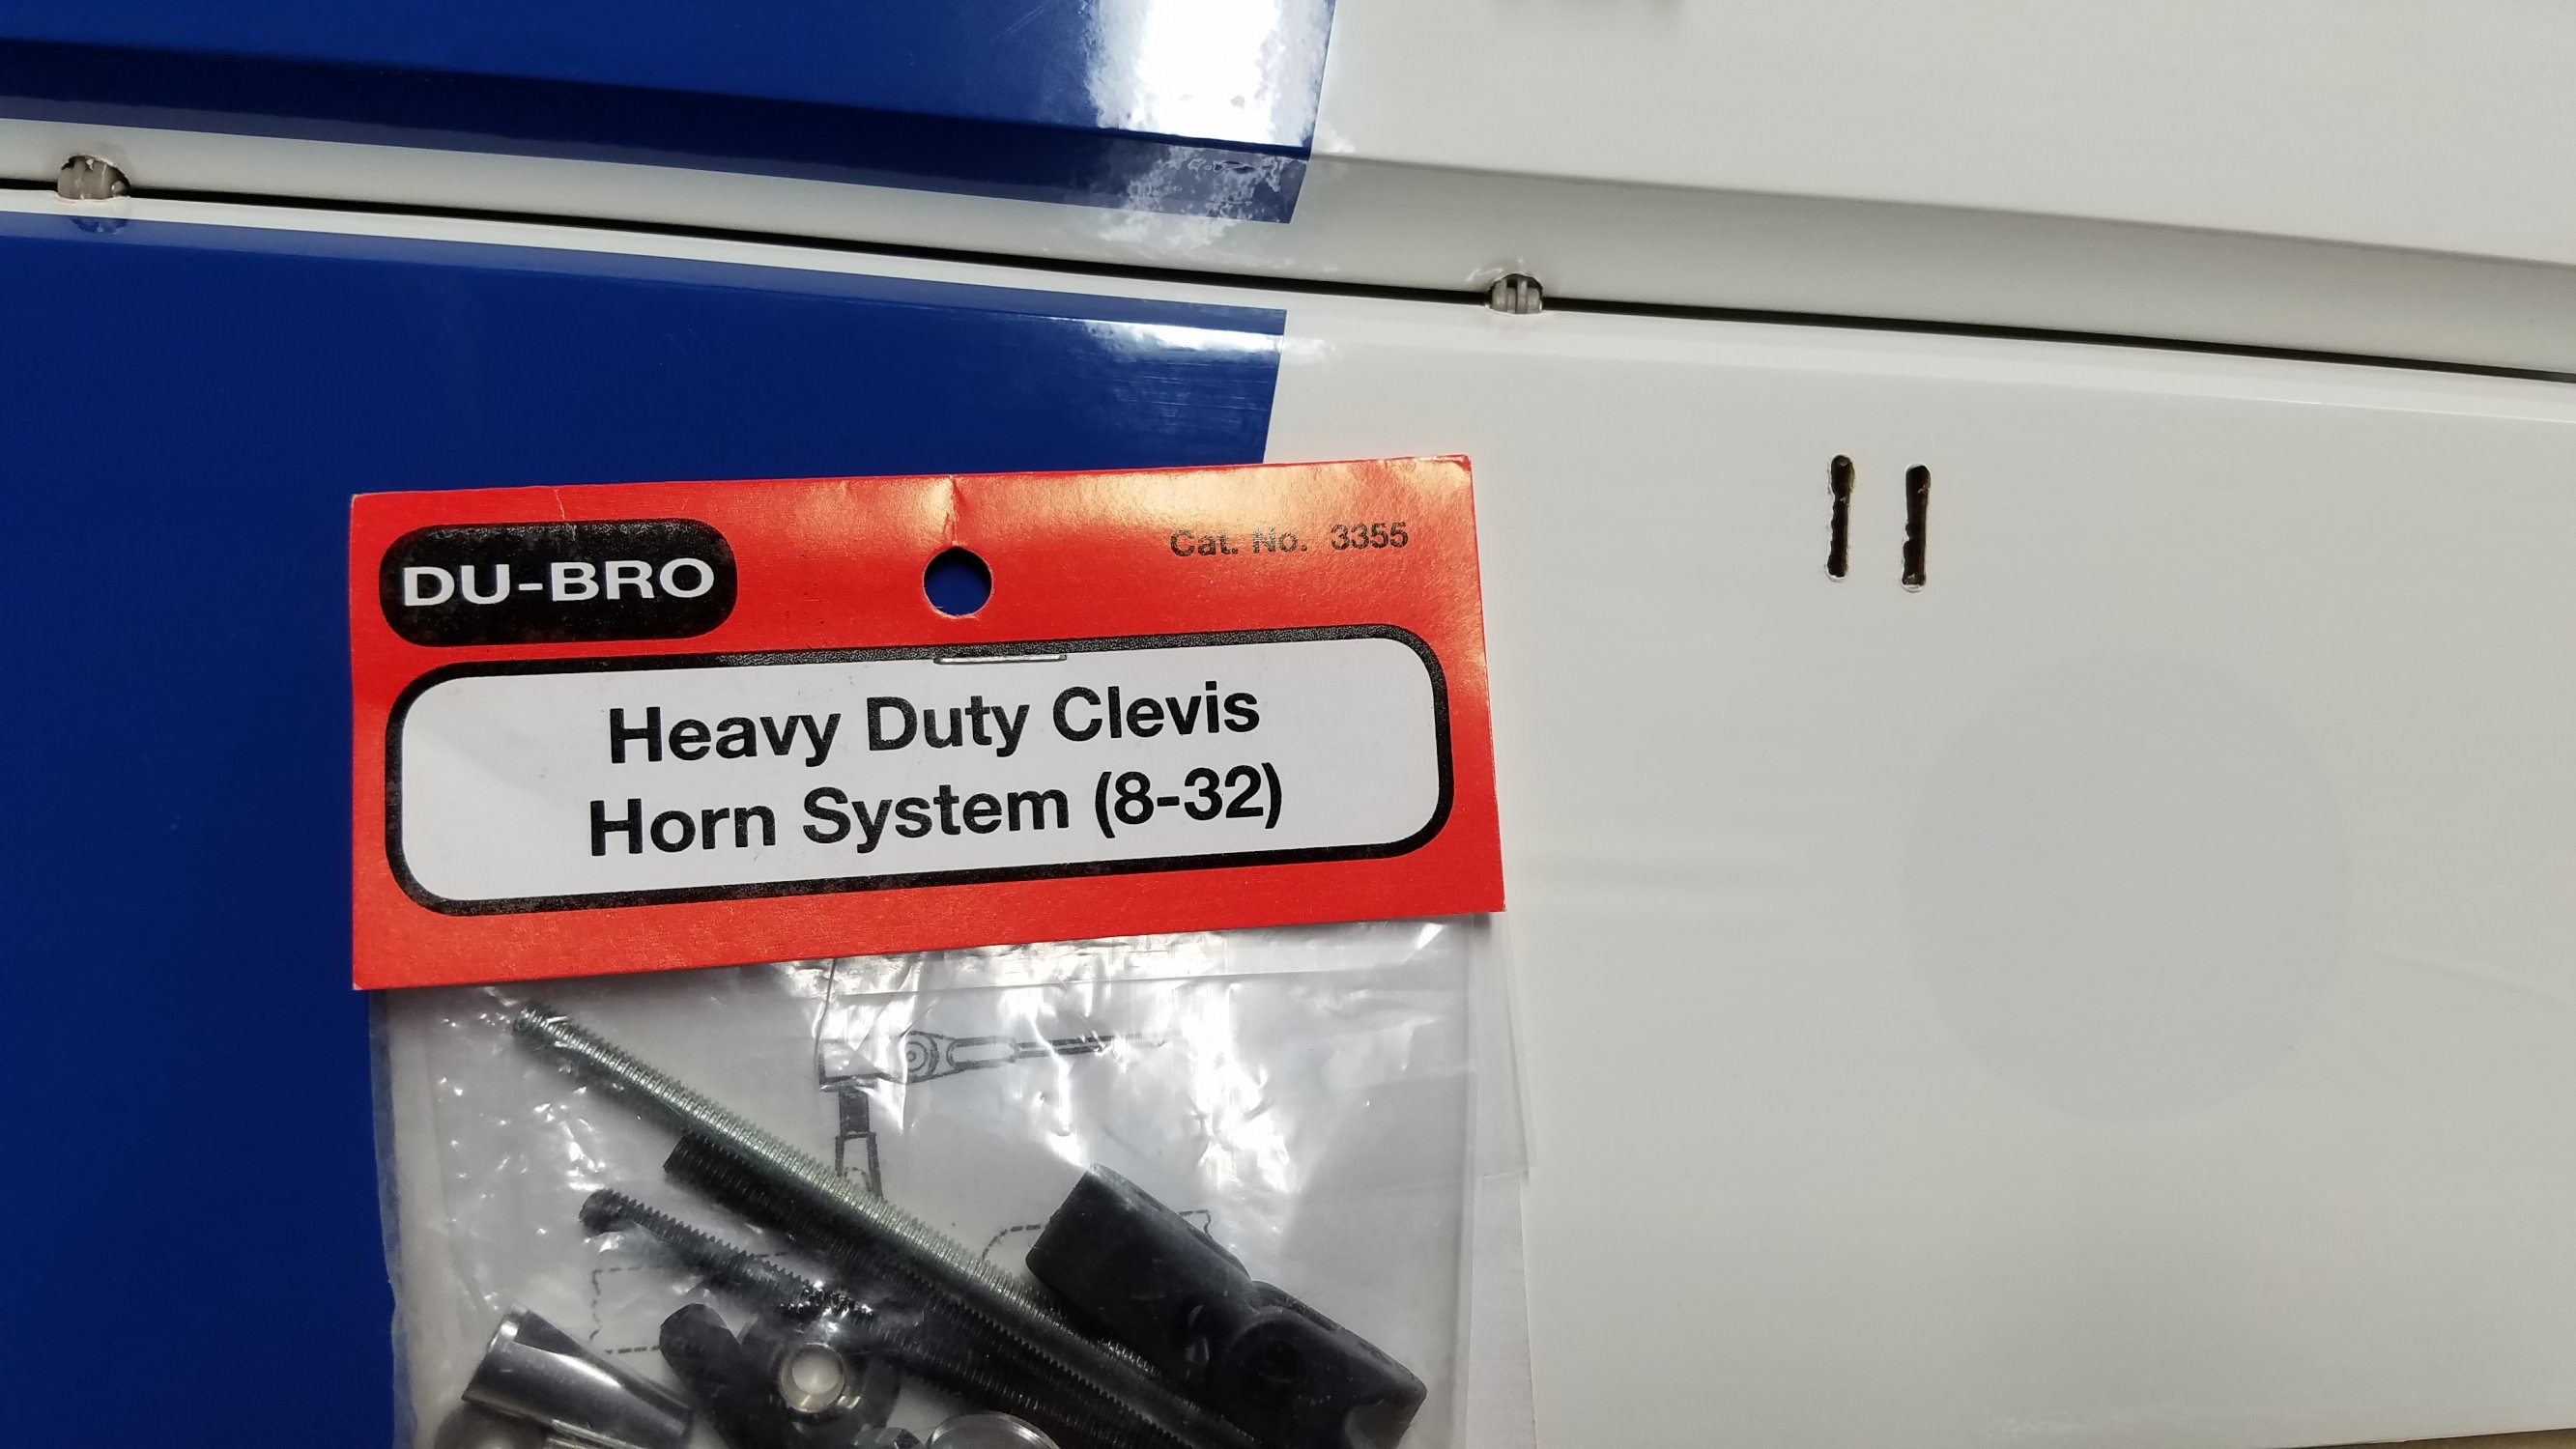 DU-BRO
Cat. No. 3355
Heavy Duty Clevis
Horn System (8-32)